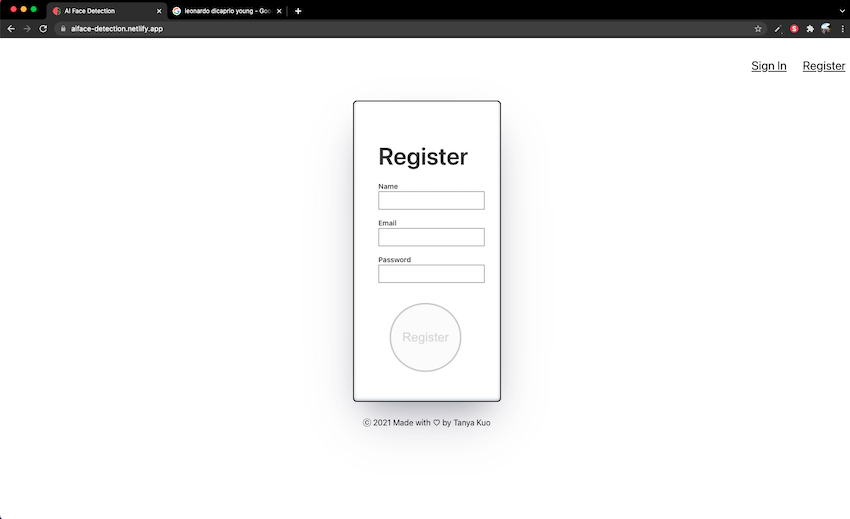 AI Face Detection
leonardo dicaprio young - Goo
aiface-detection.netlify.app
Sign In
Register
Register
Name
Email
Password
Register
© 2021 Made with ♡ by Tanya Kuo